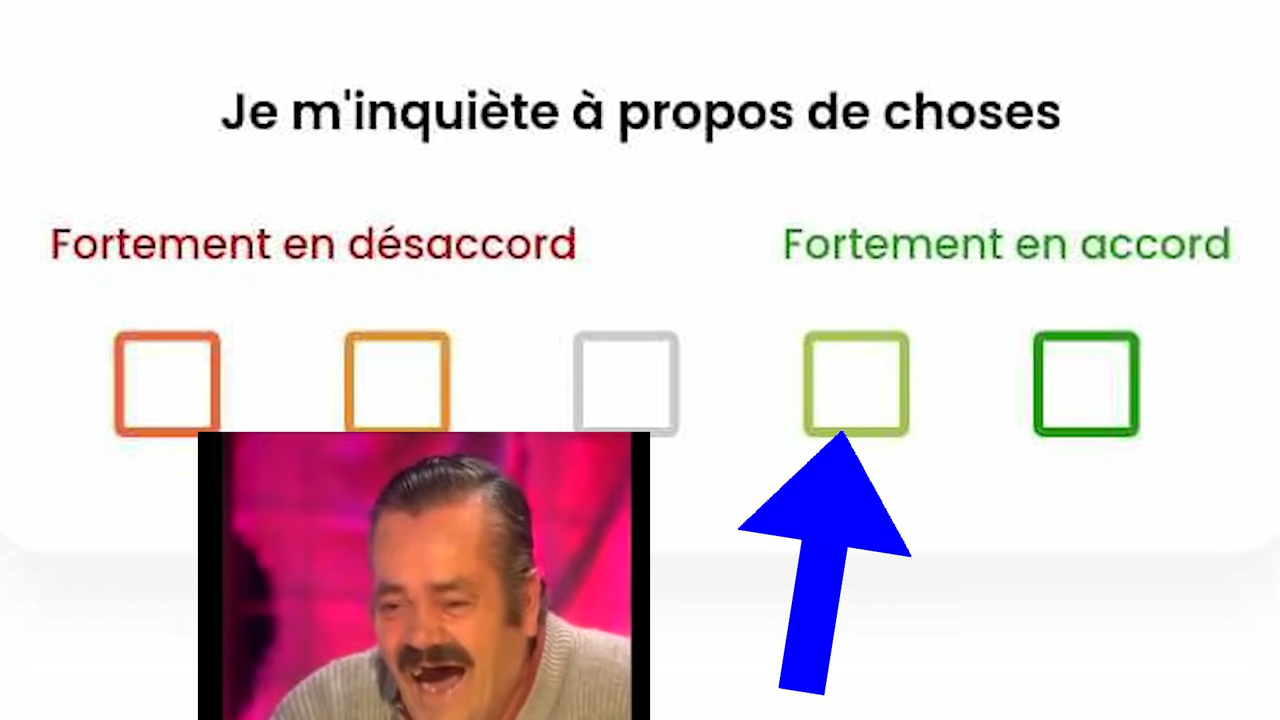 Je m'inquiète à propos de choses
Fortement en désaccord
Fortement en accord